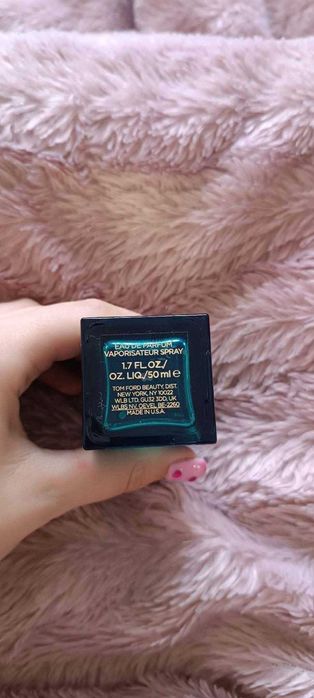 EAU DE PARFUM
VAPORISATEUR SPRAY
1.7 FL.OZ./
OZ. LIQ./50 ml ℮
TOM FORD BEAUTY, DIST.
NEW YORK, NY 10022
WLB LTD, GU32 3DD, UK
WLBS NV, OEVEL BE-2260
MADE IN U.S.A.